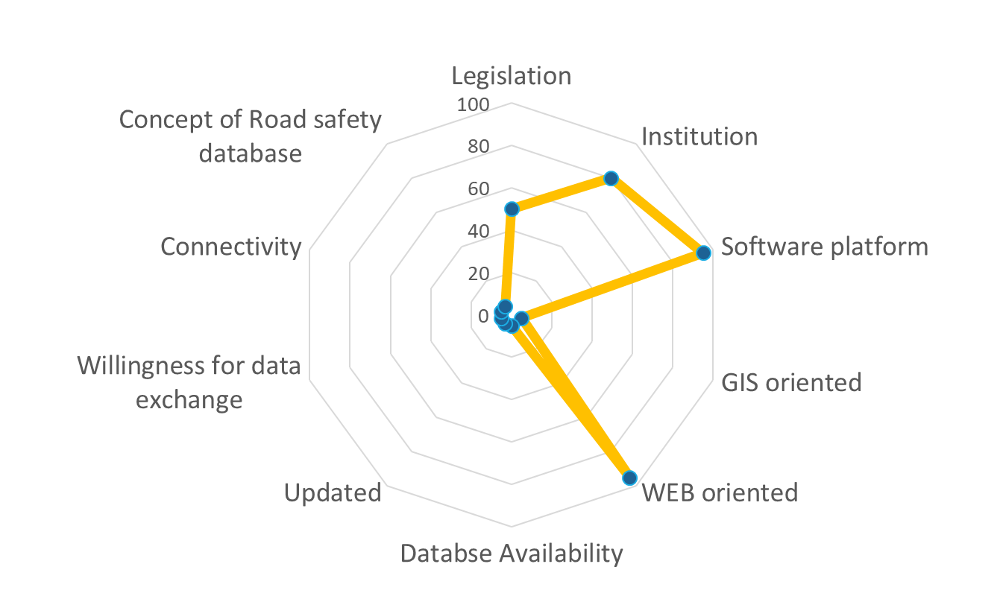 Legislation
100
Concept of Road safety
database
Institution
80
60
Connectivity
Software platform
40
20
0
Willingness for data
exchange
GIS oriented
Updated
WEB oriented
Databse Availability